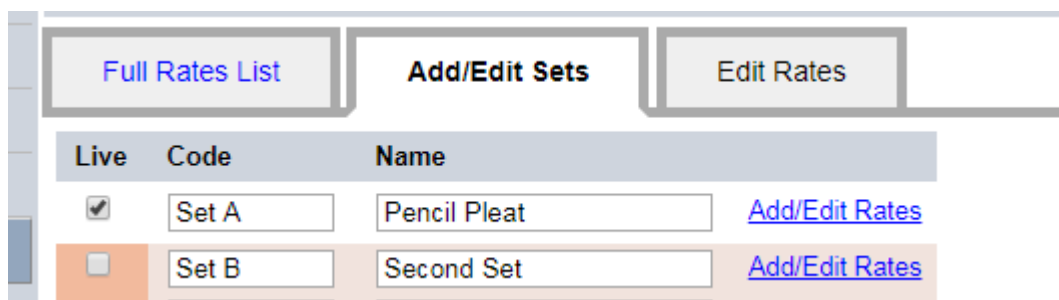 Full Rates List Add/Edit Sets Edit Rates
Live Code Name
Set A Pencil Pleat Add/Edit Rates
Set B Second Set Add/Edit Rates